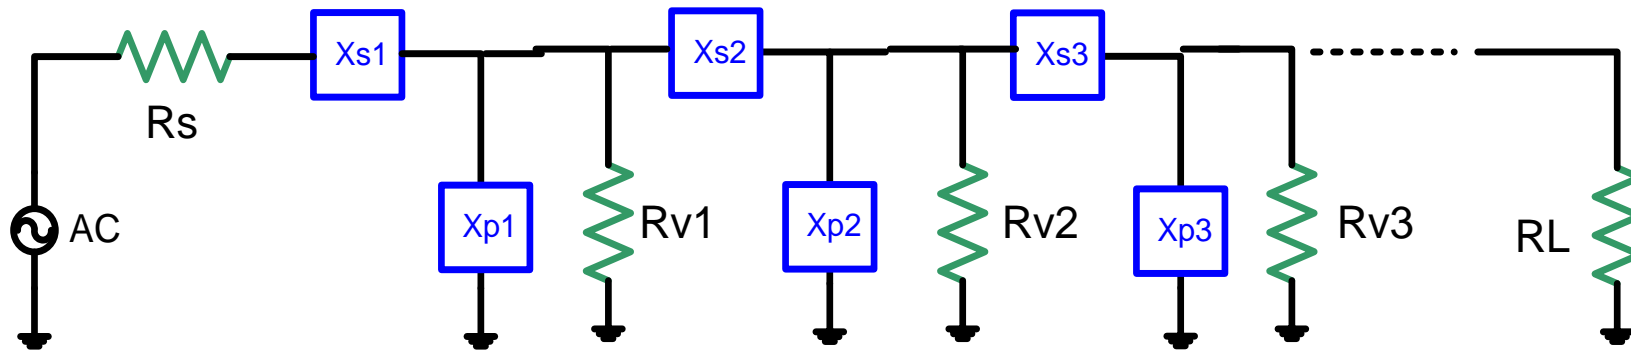 Xs1
Xs2
Xs3
Rs
Xp1
Rv1
Xp2
Rv2
Xp3
Rv3
RL
AC